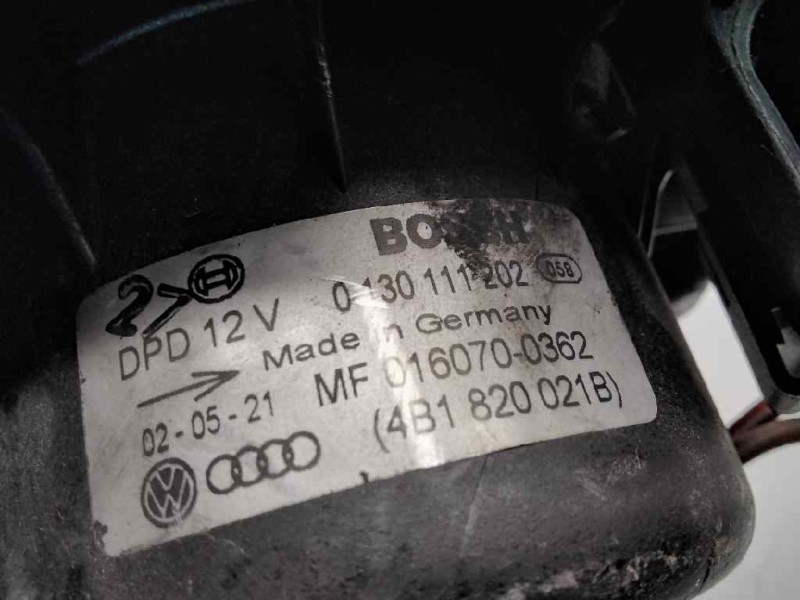 BOSCH
0 130 111 202 058
DPD 12 V
Made in Germany
MF 016070-0362
02-05-21
(4B1 820 021B)